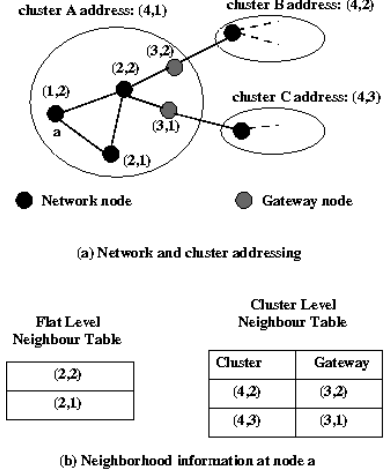 cluster A address: (4,1)
cluster B address: (4,2)
(3,2)
(2,2)
(1,2)
cluster C address: (4,3)
a
(3,1)
(2,1)
Network node
Gateway node
(a) Network and cluster addressing
Flat Level
Neighbour Table
(2,2)
(2,1)
Cluster Level
Neighbour Table
Cluster Gateway
(4,2) (3,2)
(4,3) (3,1)
(b) Neighborhood information at node a